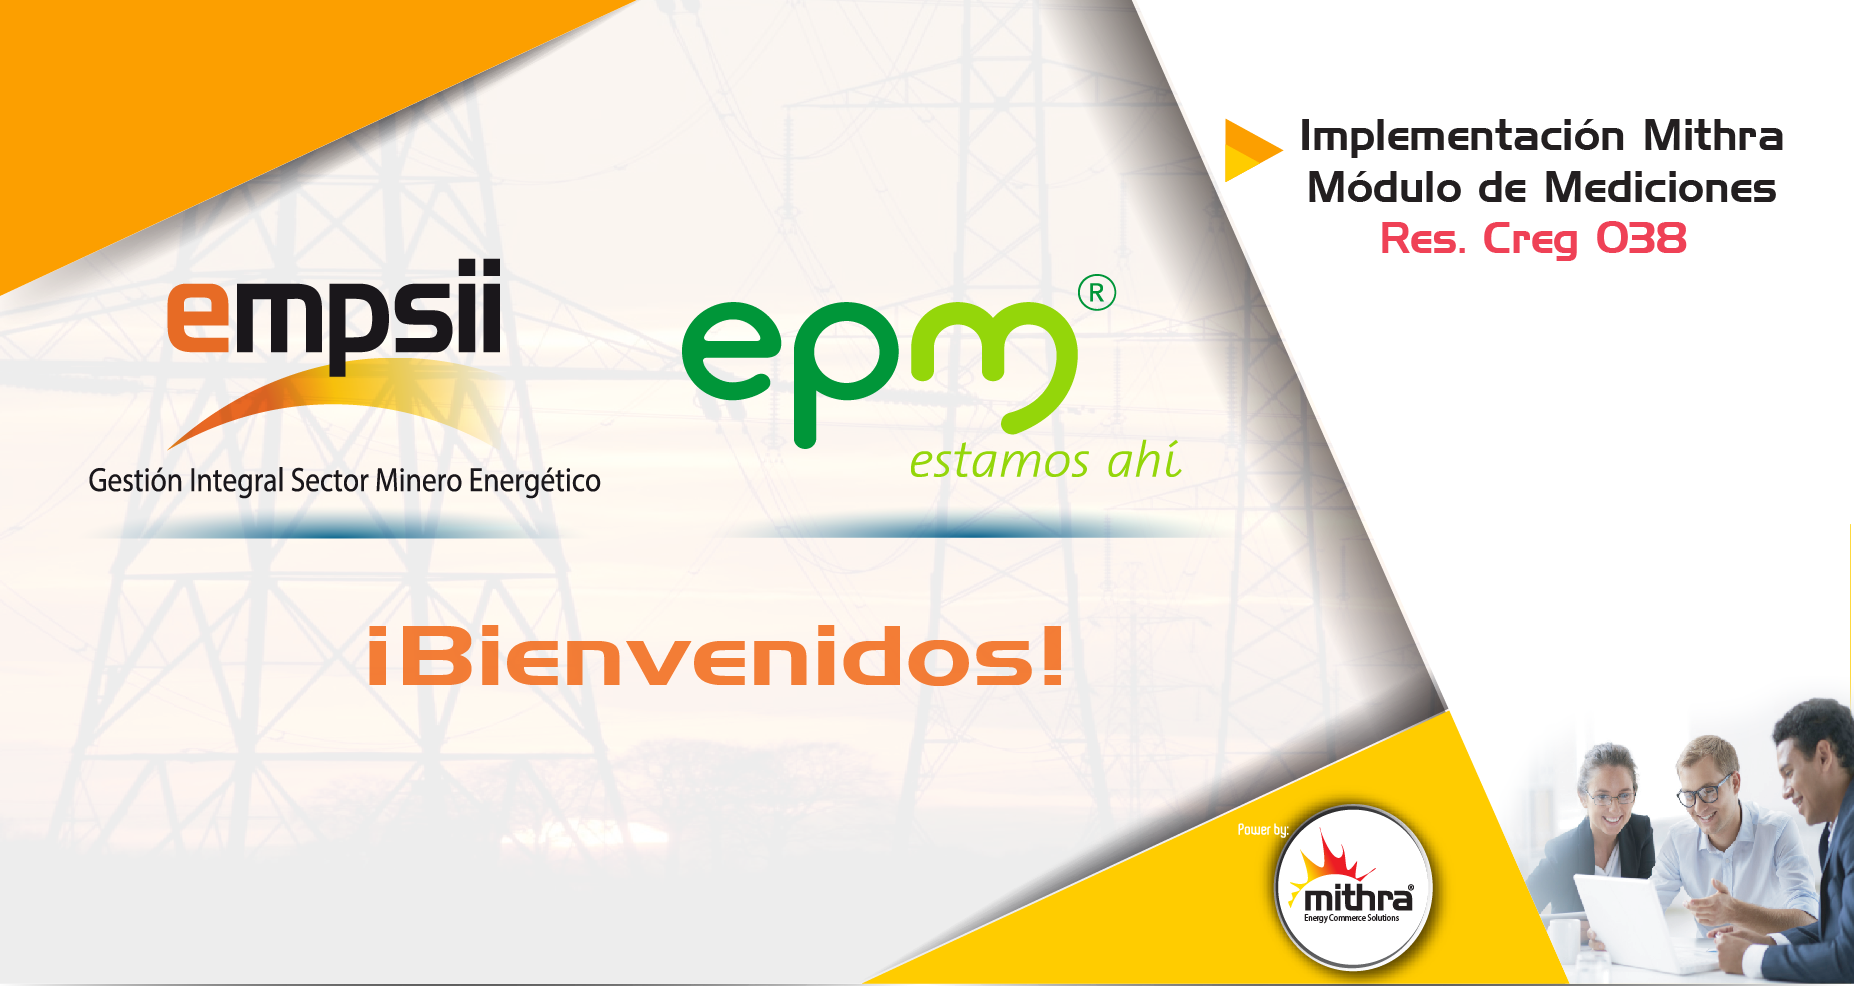 Implementación Mithra
Módulo de Mediciones
Res. Creg 038
empsii
Gestión Integral Sector Minero Energético
epm®
estamos ahí
¡Bienvenidos!
Power by:
mithra®
Energy Commerce Solutions